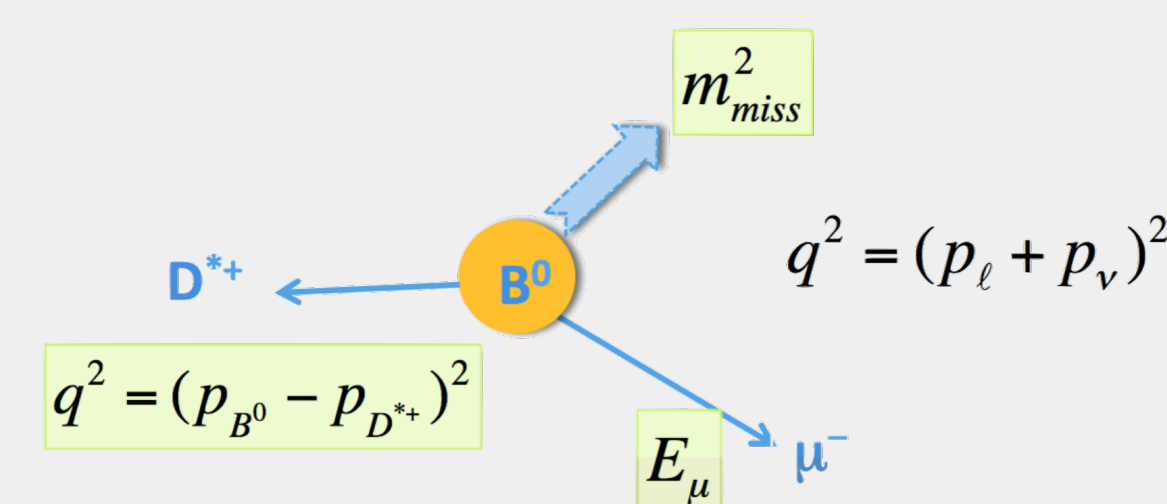 m²miss
q² = (pℓ + pν)²
D*+
B⁰
q² = (pB⁰ − pD*+)²
Eμ
μ⁻